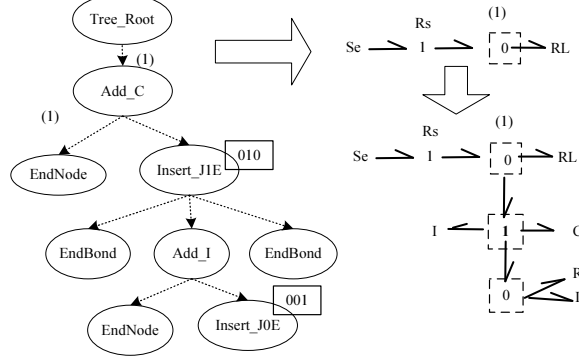 Tree_Root
(1)
Add_C
(1)
EndNode
Insert_J1E
010
EndBond
Add_I
EndBond
EndNode
Insert_J0E
001
(1)
Rs
Se 1 0 RL
(1)
Rs
Se 1 0 RL
I 1
0